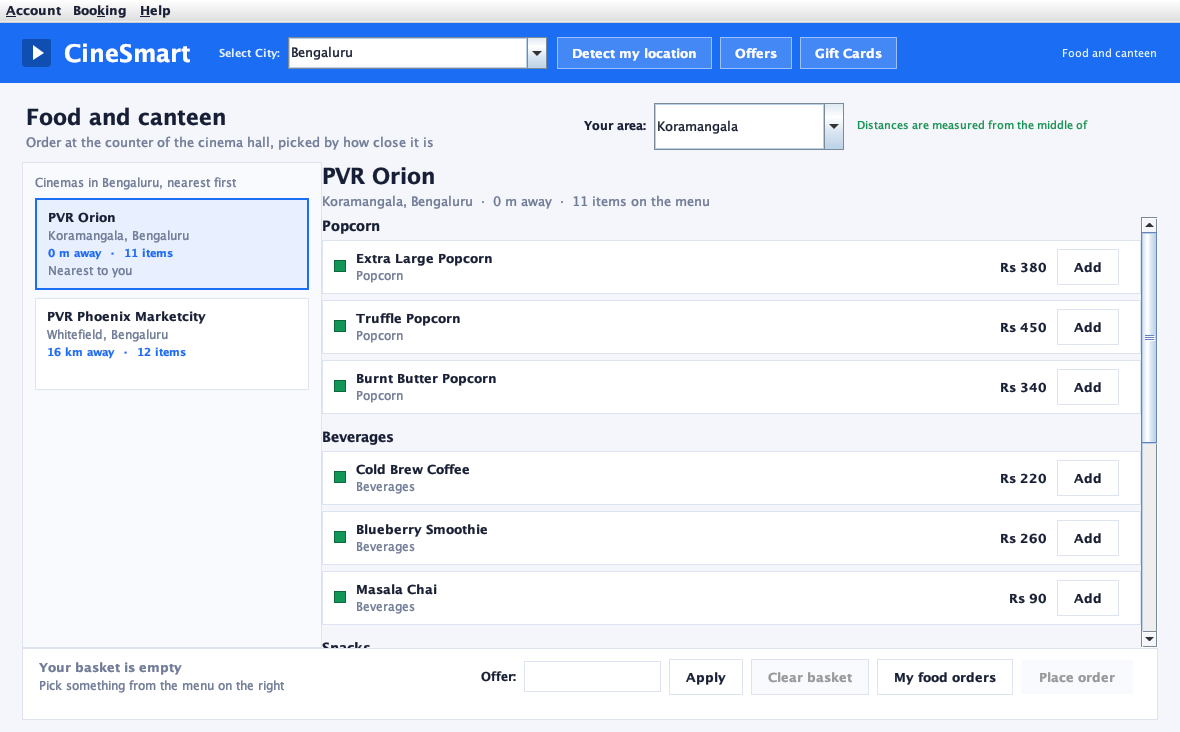 Account Booking Help
CineSmart
Select City:
Bengaluru
Detect my location
Offers
Gift Cards
Food and canteen
Food and canteen
Order at the counter of the cinema hall, picked by how close it is
Your area:
Koramangala
Distances are measured from the middle of
Cinemas in Bengaluru, nearest first
PVR Orion
Koramangala, Bengaluru
0 m away · 11 items
Nearest to you
PVR Phoenix Marketcity
Whitefield, Bengaluru
16 km away · 12 items
PVR Orion
Koramangala, Bengaluru · 0 m away · 11 items on the menu
Popcorn
Extra Large Popcorn
Popcorn
Rs 380
Add
Truffle Popcorn
Popcorn
Rs 450
Add
Burnt Butter Popcorn
Popcorn
Rs 340
Add
Beverages
Cold Brew Coffee
Beverages
Rs 220
Add
Blueberry Smoothie
Beverages
Rs 260
Add
Masala Chai
Beverages
Rs 90
Add
Snacks
Your basket is empty
Pick something from the menu on the right
Offer:
Apply
Clear basket
My food orders
Place order